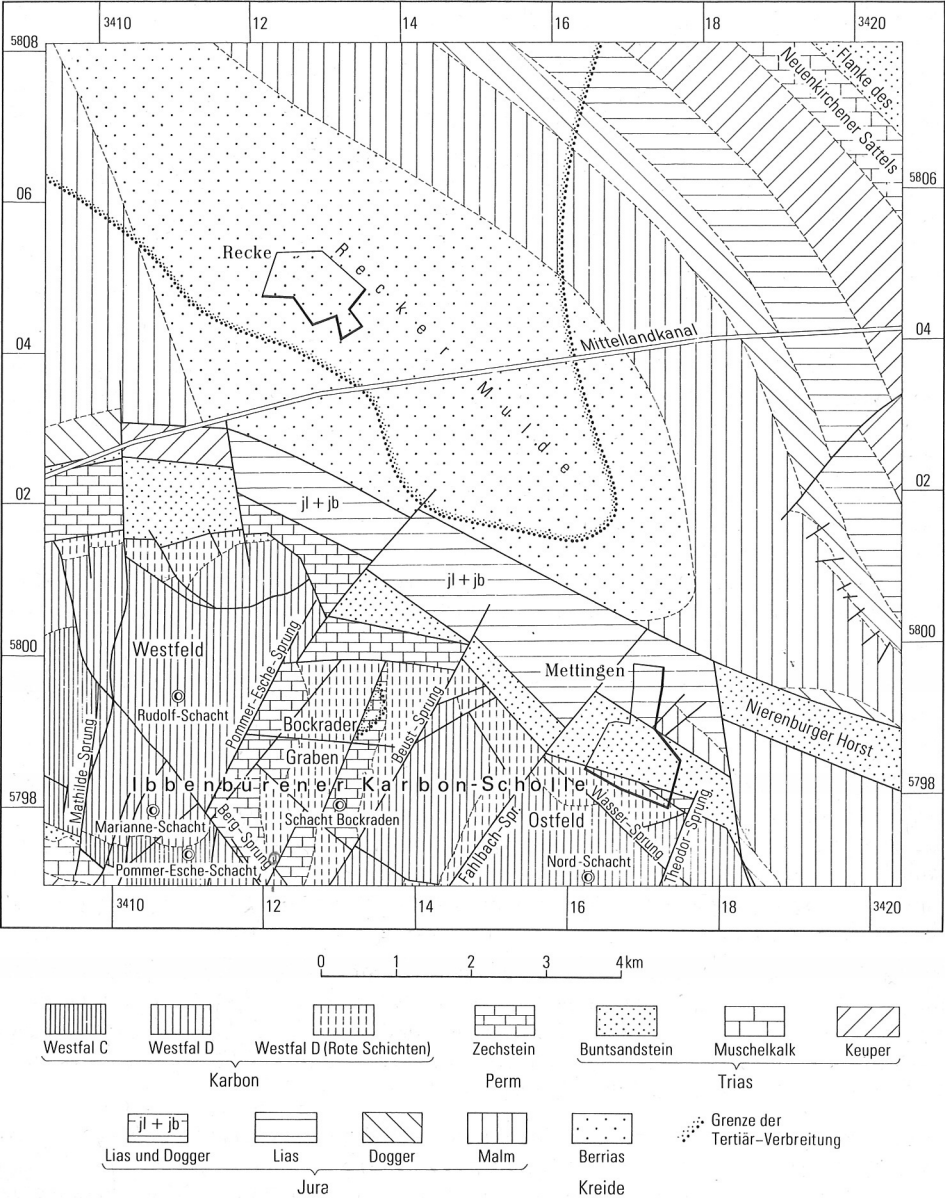 3410 12 14 16 18 3420
5808
5806
06
04
04
02
02
5800
5800
5798
5798
Flanke des
Neuenkirchener Sattels
Recke
Recker Mulde
Mittellandkanal
jl + jb
jl + jb
Westfeld
Mettingen
Rudolf-Schacht
Pommer-Esche-Sprung
Bockrader
Graben
Beust-Sprung
Nierenburger Horst
Mathilde-Sprung
Ibbenbürener Karbon-Scholle
Marianne-Schacht
Berg-Sprung
Schacht Bockraden
Fahlbach-Spr.
Ostfeld
Wasser-Sprung
Theodor-Sprung
Pommer-Esche-Schacht
Nord-Schacht
3410 12 14 16 18 3420
0 1 2 3 4 km
Westfal C Westfal D Westfal D (Rote Schichten) Zechstein Buntsandstein Muschelkalk Keuper
Karbon Perm Trias
jl + jb
Lias und Dogger Lias Dogger Malm Berrias
Grenze der
Tertiär-Verbreitung
Jura Kreide